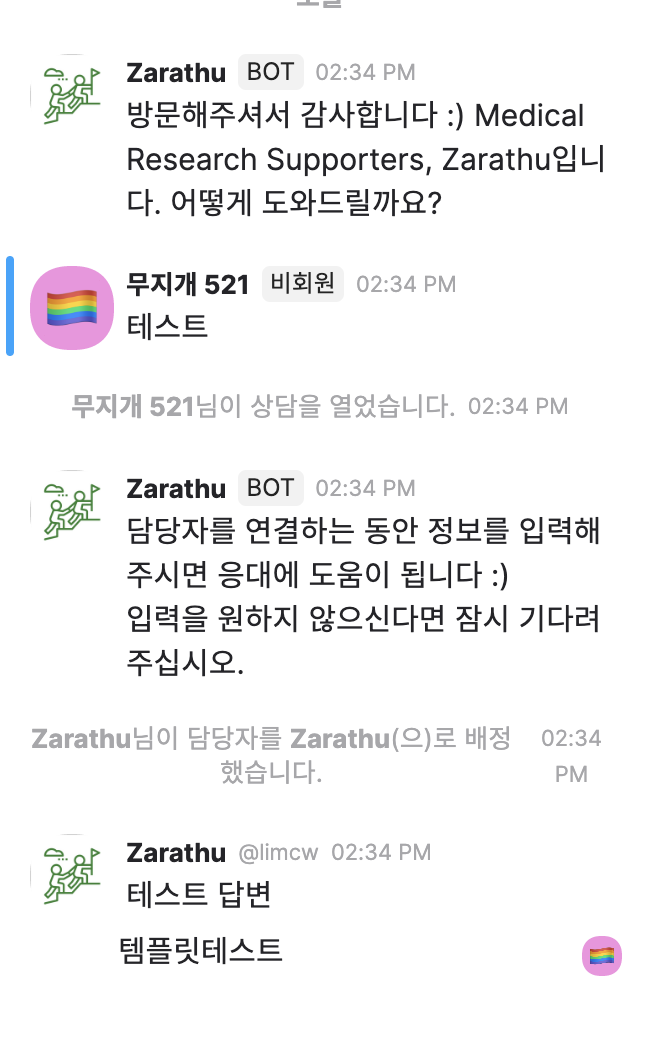 오늘
Zarathu BOT 02:34 PM
방문해주셔서 감사합니다 :) Medical
Research Supporters, Zarathu입니
다. 어떻게 도와드릴까요?
무지개 521 비회원 02:34 PM
테스트
무지개 521님이 상담을 열었습니다. 02:34 PM
Zarathu BOT 02:34 PM
담당자를 연결하는 동안 정보를 입력해
주시면 응대에 도움이 됩니다 :)
입력을 원하지 않으신다면 잠시 기다려
주십시오.
Zarathu님이 담당자를 Zarathu(으)로 배정 02:34
했습니다. PM
Zarathu @limcw 02:34 PM
테스트 답변
템플릿테스트